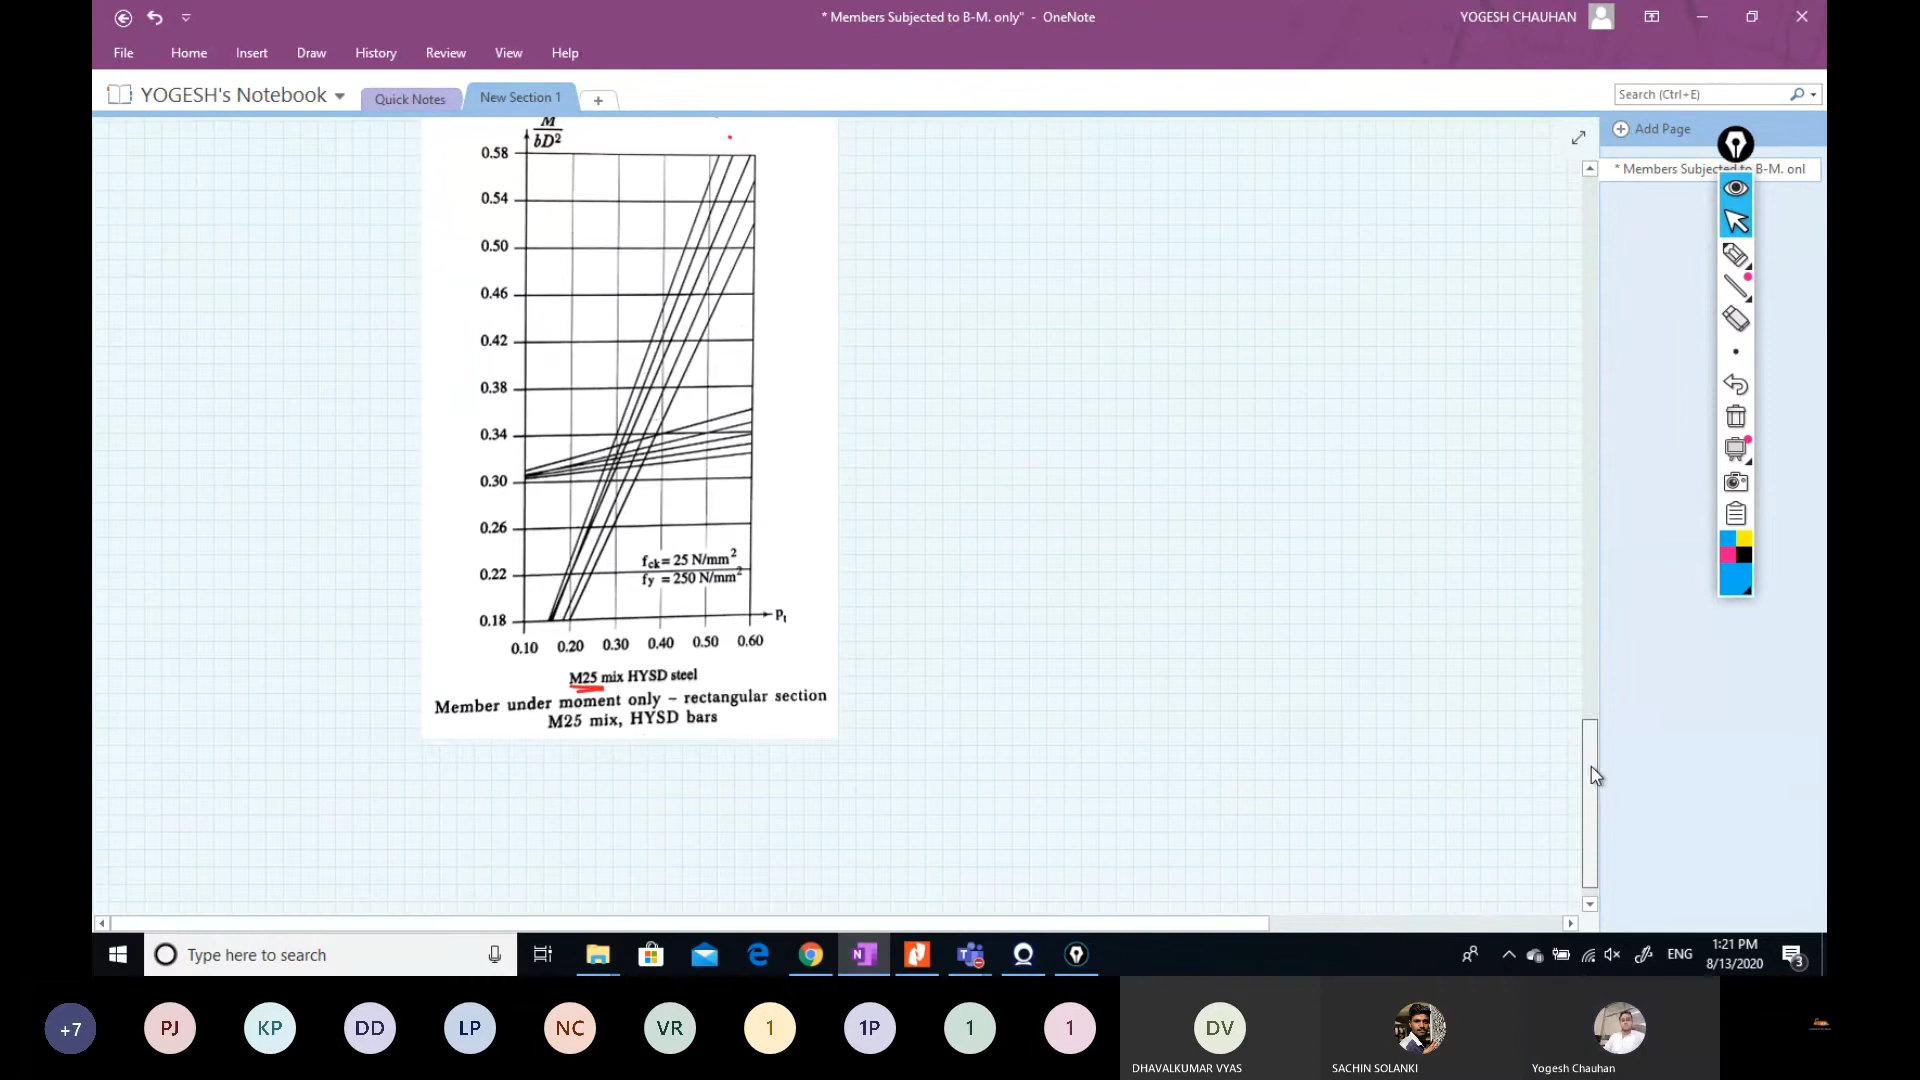 * Members Subjected to B-M. only" - OneNote
YOGESH CHAUHAN
File Home Insert Draw History Review View Help
YOGESH's Notebook
Quick Notes
New Section 1
Search (Ctrl+E)
Add Page
* Members Subjected to B-M. onl
M
bD2
0.58
0.54
0.50
0.46
0.42
0.38
0.34
0.30
0.26
0.22
0.18
fck = 25 N/mm2
fy = 250 N/mm2
Pt
0.10 0.20 0.30 0.40 0.50 0.60
M25 mix HYSD steel
Member under moment only - rectangular section
M25 mix, HYSD bars
Type here to search
ENG
1:21 PM
8/13/2020
3
+7 PJ KP DD LP NC VR 1 1P 1 1 DV
DHAVALKUMAR VYAS
SACHIN SOLANKI
Yogesh Chauhan